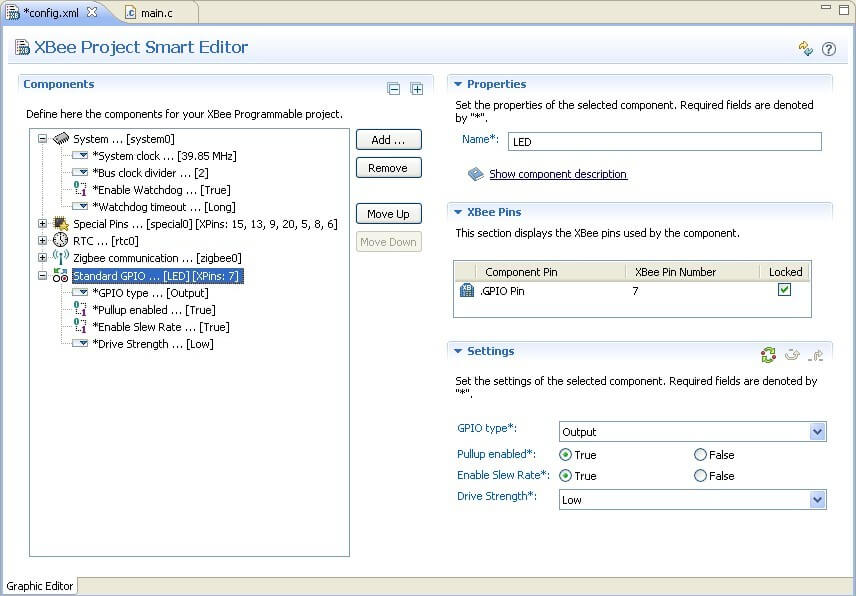 *config.xml
main.c
XBee Project Smart Editor
Components
Define here the components for your XBee Programmable project.
System ... [system0]
*System clock ... [39.85 MHz]
*Bus clock divider ... [2]
*Enable Watchdog ... [True]
*Watchdog timeout ... [Long]
Special Pins ... [special0] [XPins: 15, 13, 9, 20, 5, 8, 6]
RTC ... [rtc0]
Zigbee communication ... [zigbee0]
Standard GPIO ... [LED] [XPins: 7]
*GPIO type ... [Output]
*Pullup enabled ... [True]
*Enable Slew Rate ... [True]
*Drive Strength ... [Low]
Add ...
Remove
Move Up
Move Down
Properties
Set the properties of the selected component. Required fields are denoted
by "*".
Name*: LED
Show component description
XBee Pins
This section displays the XBee pins used by the component.
Component Pin XBee Pin Number Locked
.GPIO Pin 7
Settings
Set the settings of the selected component. Required fields are denoted by
"*".
GPIO type*: Output
Pullup enabled*: True False
Enable Slew Rate*: True False
Drive Strength*: Low
Graphic Editor